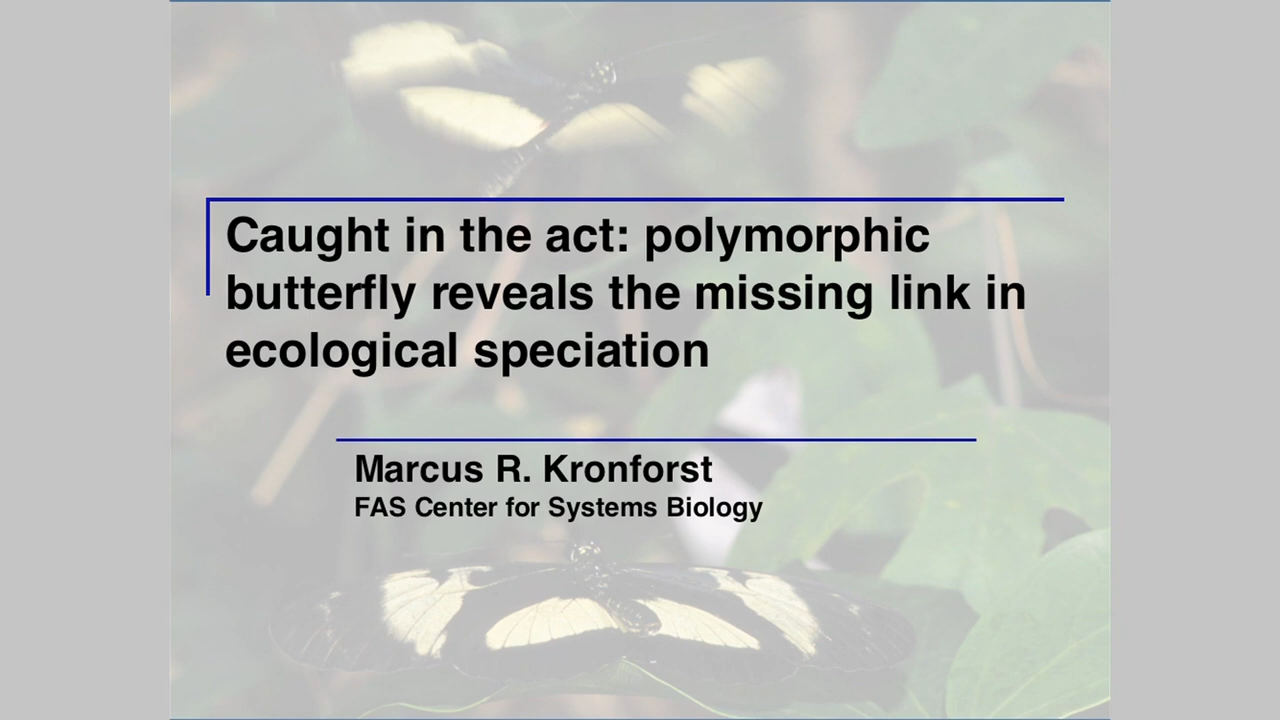 Caught in the act: polymorphic
butterfly reveals the missing link in
ecological speciation
Marcus R. Kronforst
FAS Center for Systems Biology